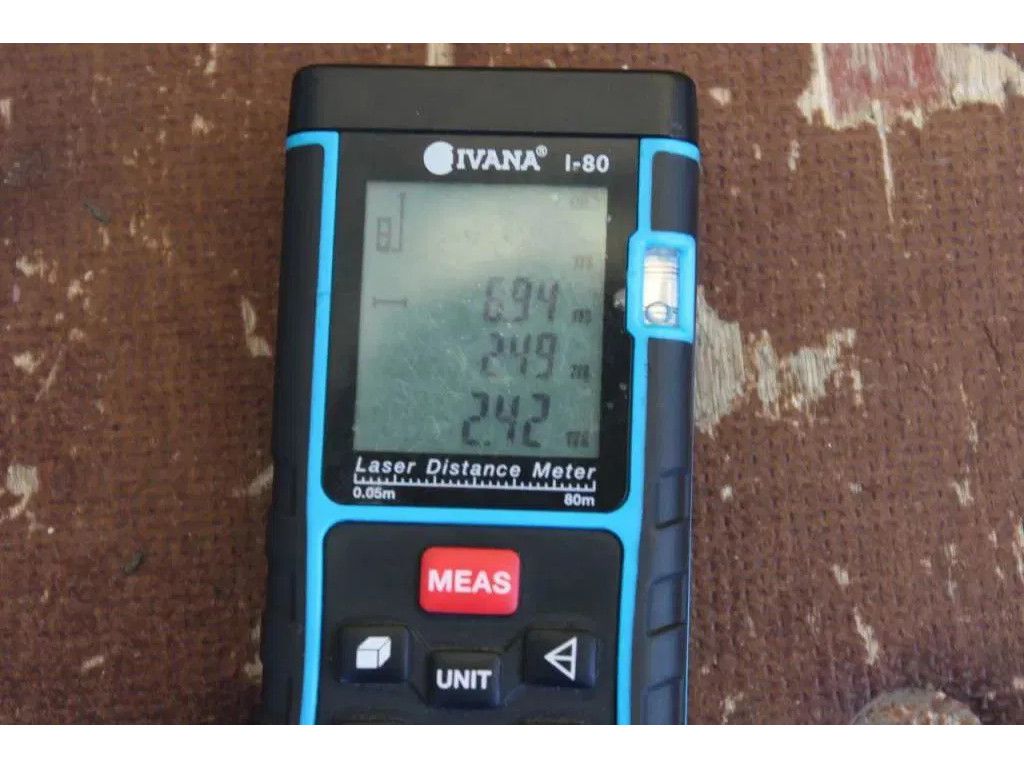 IVANA® I-80
m
6.94 m
2.49 m
2.42 m
Laser Distance Meter
0.05m 80m
MEAS
UNIT